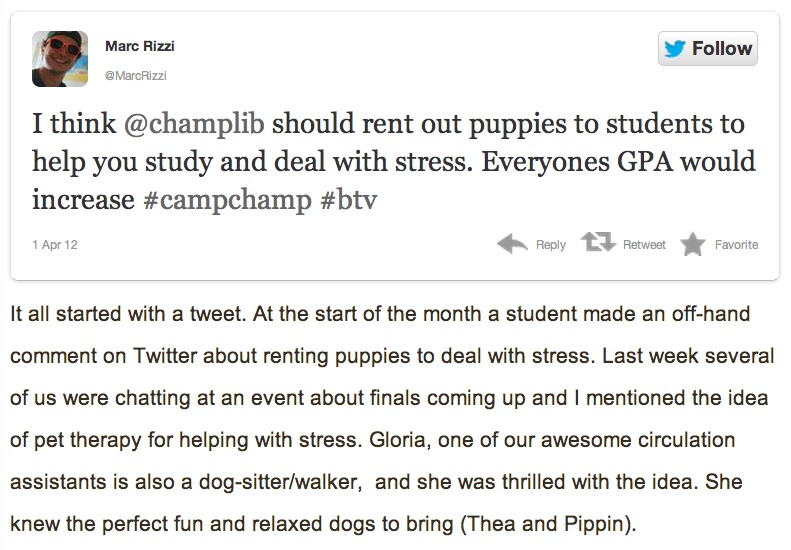 Marc Rizzi
Follow
@MarcRizzi
I think @champlib should rent out puppies to students to
help you study and deal with stress. Everyones GPA would
increase #campchamp #btv
1 Apr 12
Reply
Retweet
Favorite
It all started with a tweet. At the start of the month a student made an off-hand
comment on Twitter about renting puppies to deal with stress. Last week several
of us were chatting at an event about finals coming up and I mentioned the idea
of pet therapy for helping with stress. Gloria, one of our awesome circulation
assistants is also a dog-sitter/walker,  and she was thrilled with the idea. She
knew the perfect fun and relaxed dogs to bring (Thea and Pippin).